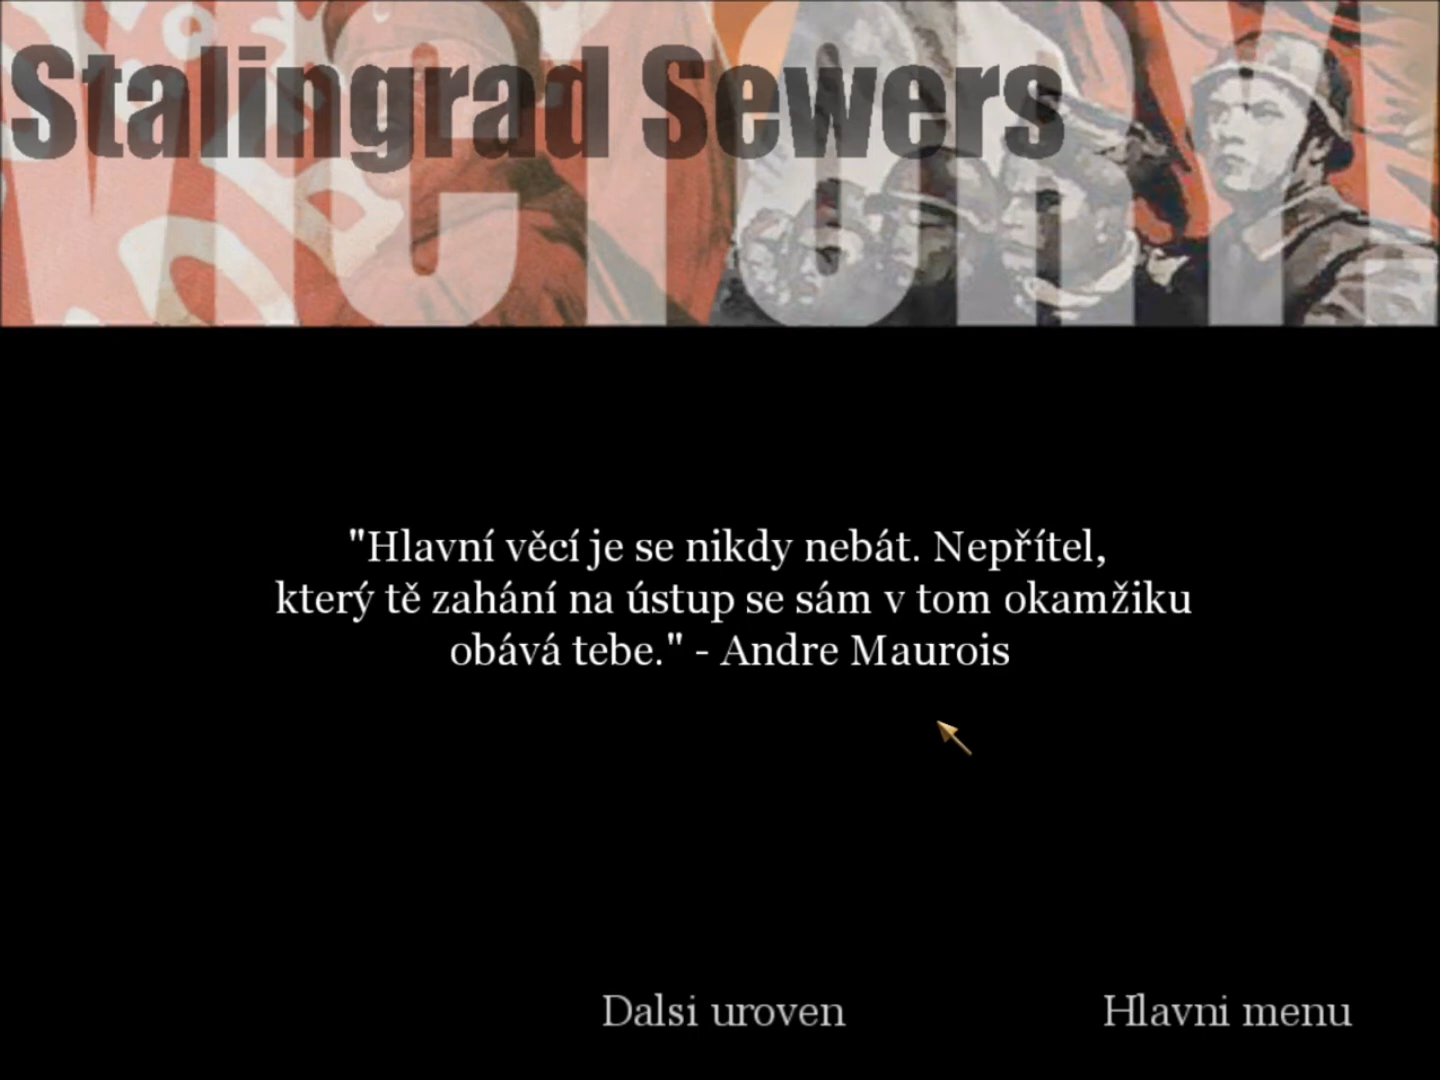 VICTORY
Stalingrad Sewers
"Hlavní věcí je se nikdy nebát. Nepřítel,
který tě zahání na ústup se sám v tom okamžiku
obává tebe." - Andre Maurois
Dalsi uroven
Hlavni menu